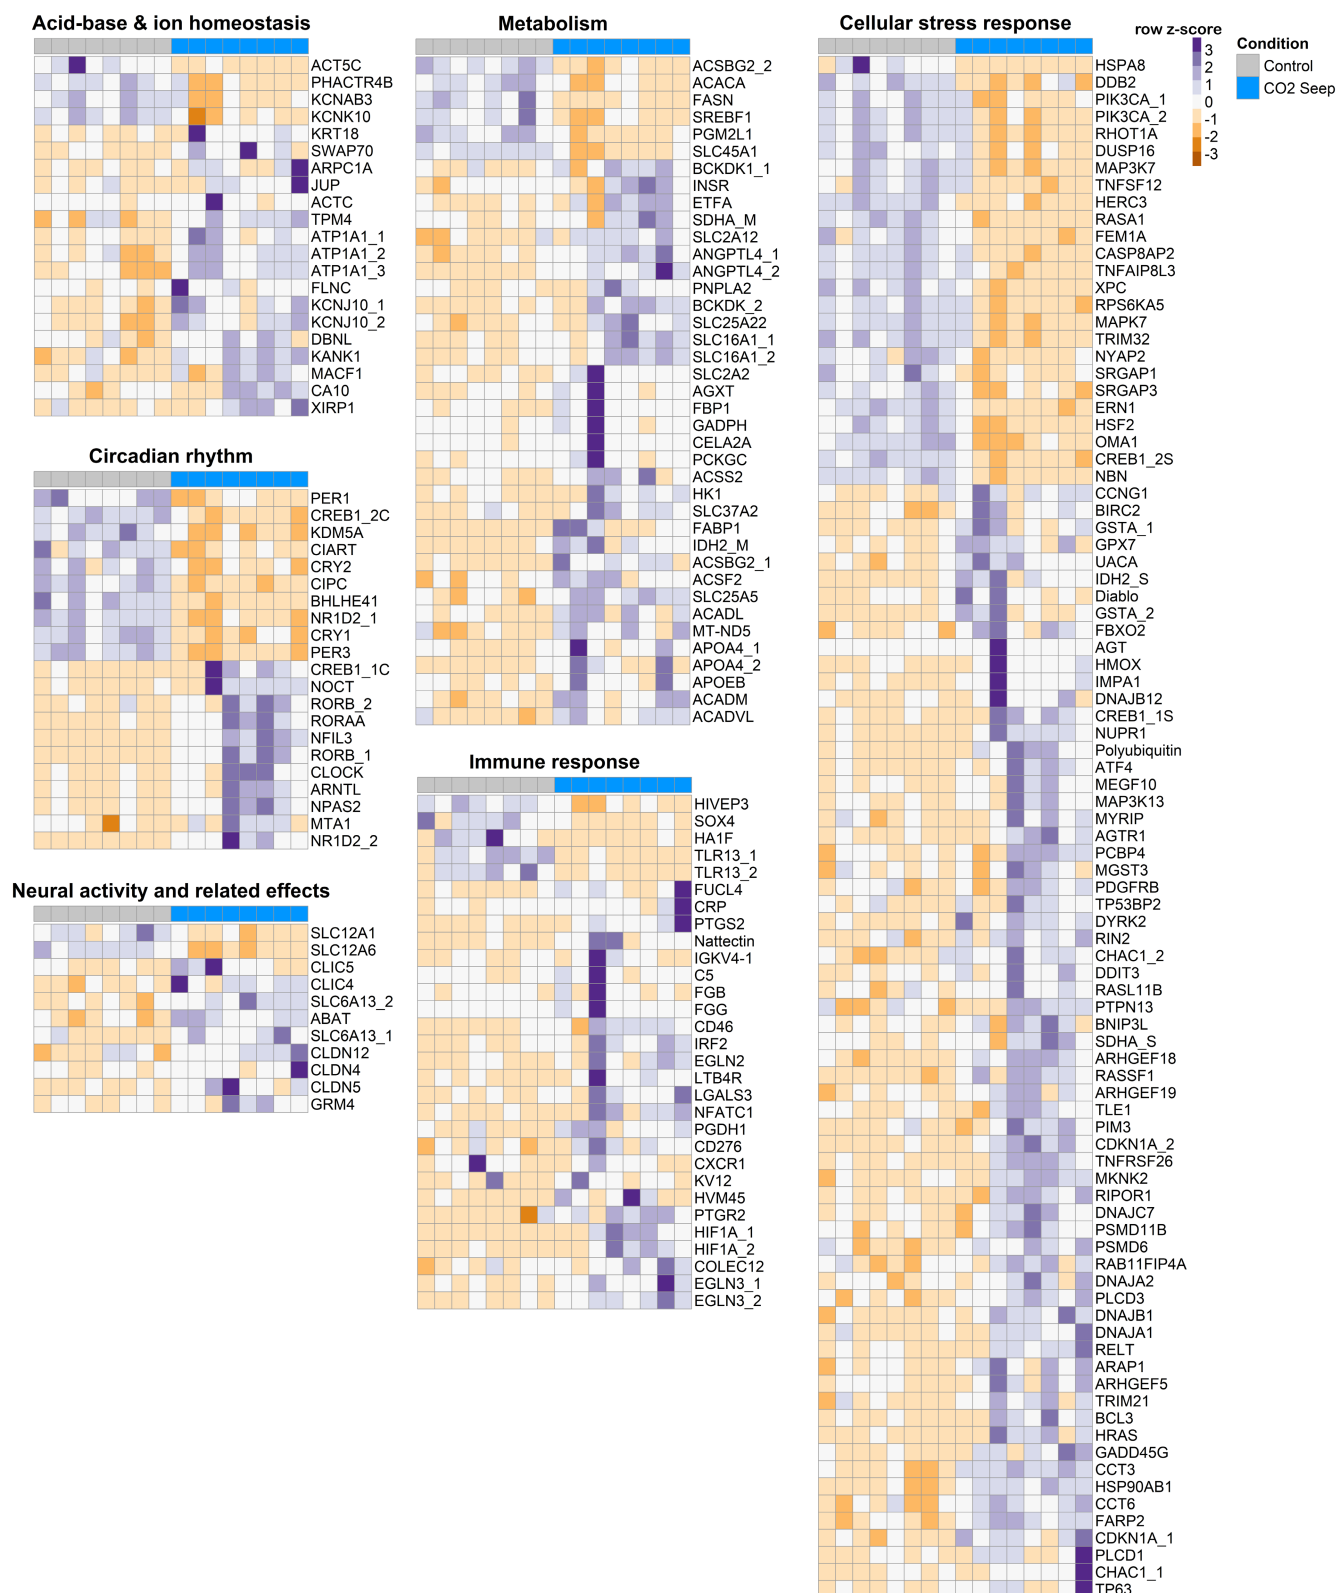 Acid-base & ion homeostasis
ACT5C
PHACTR4B
KCNAB3
KCNK10
KRT18
SWAP70
ARPC1A
JUP
ACTC
TPM4
ATP1A1_1
ATP1A1_2
ATP1A1_3
FLNC
KCNJ10_1
KCNJ10_2
DBNL
KANK1
MACF1
CA10
XIRP1
Circadian rhythm
PER1
CREB1_2C
KDM5A
CIART
CRY2
CIPC
BHLHE41
NR1D2_1
CRY1
PER3
CREB1_1C
NOCT
RORB_2
RORAA
NFIL3
RORB_1
CLOCK
ARNTL
NPAS2
MTA1
NR1D2_2
Neural activity and related effects
SLC12A1
SLC12A6
CLIC5
CLIC4
SLC6A13_2
ABAT
SLC6A13_1
CLDN12
CLDN4
CLDN5
GRM4
Metabolism
ACSBG2_2
ACACA
FASN
SREBF1
PGM2L1
SLC45A1
BCKDK1_1
INSR
ETFA
SDHA_M
SLC2A12
ANGPTL4_1
ANGPTL4_2
PNPLA2
BCKDK_2
SLC25A22
SLC16A1_1
SLC16A1_2
SLC2A2
AGXT
FBP1
GADPH
CELA2A
PCKGC
ACSS2
HK1
SLC37A2
FABP1
IDH2_M
ACSBG2_1
ACSF2
SLC25A5
ACADL
MT-ND5
APOA4_1
APOA4_2
APOEB
ACADM
ACADVL
Immune response
HIVEP3
SOX4
HA1F
TLR13_1
TLR13_2
FUCL4
CRP
PTGS2
Nattectin
IGKV4-1
C5
FGB
FGG
CD46
IRF2
EGLN2
LTB4R
LGALS3
NFATC1
PGDH1
CD276
CXCR1
KV12
HVM45
PTGR2
HIF1A_1
HIF1A_2
COLEC12
EGLN3_1
EGLN3_2
Cellular stress response
HSPA8
DDB2
PIK3CA_1
PIK3CA_2
RHOT1A
DUSP16
MAP3K7
TNFSF12
HERC3
RASA1
FEM1A
CASP8AP2
TNFAIP8L3
XPC
RPS6KA5
MAPK7
TRIM32
NYAP2
SRGAP1
SRGAP3
ERN1
HSF2
OMA1
CREB1_2S
NBN
CCNG1
BIRC2
GSTA_1
GPX7
UACA
IDH2_S
Diablo
GSTA_2
FBXO2
AGT
HMOX
IMPA1
DNAJB12
CREB1_1S
NUPR1
Polyubiquitin
ATF4
MEGF10
MAP3K13
MYRIP
AGTR1
PCBP4
MGST3
PDGFRB
TP53BP2
DYRK2
RIN2
CHAC1_2
DDIT3
RASL11B
PTPN13
BNIP3L
SDHA_S
ARHGEF18
RASSF1
ARHGEF19
TLE1
PIM3
CDKN1A_2
TNFRSF26
MKNK2
RIPOR1
DNAJC7
PSMD11B
PSMD6
RAB11FIP4A
DNAJA2
PLCD3
DNAJB1
DNAJA1
RELT
ARAP1
ARHGEF5
TRIM21
BCL3
HRAS
GADD45G
CCT3
HSP90AB1
CCT6
FARP2
CDKN1A_1
PLCD1
CHAC1_1
TP63
row z-score
3
2
1
0
-1
-2
-3
Condition
Control
CO2 Seep